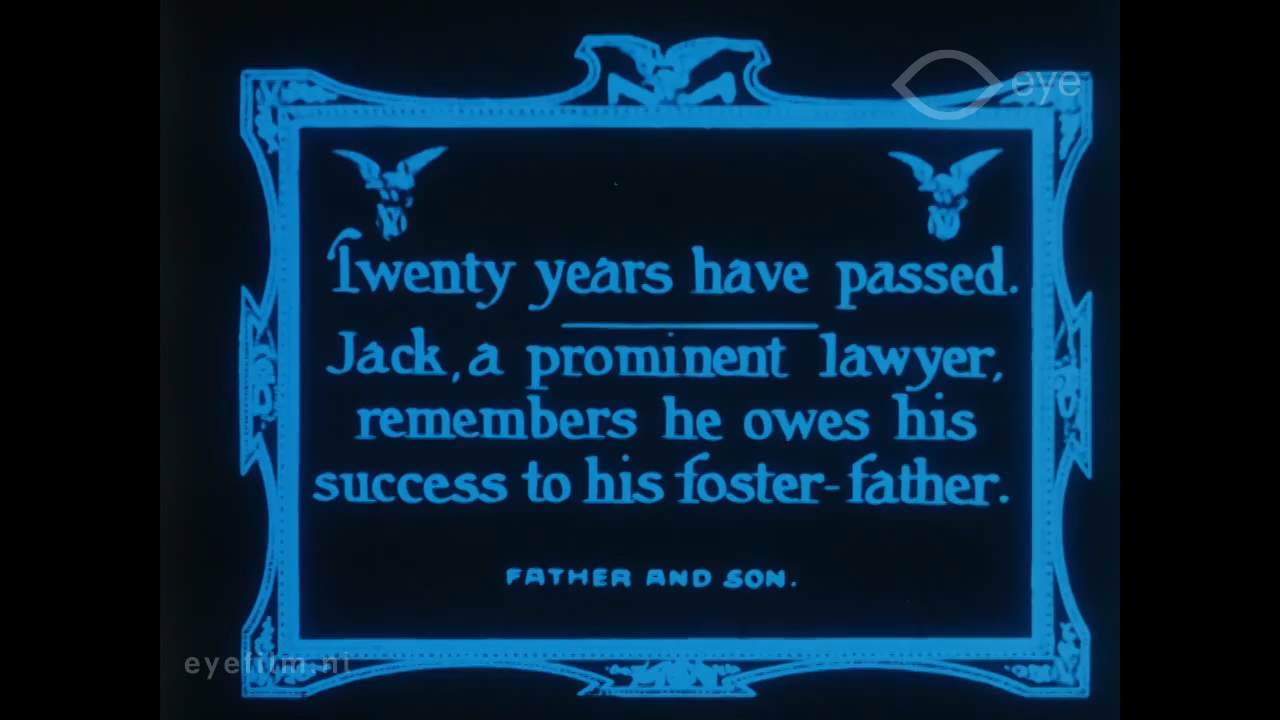 eye
Twenty years have passed.
Jack, a prominent lawyer,
remembers he owes his
success to his foster-father.
FATHER AND SON.
eyefilm.nl